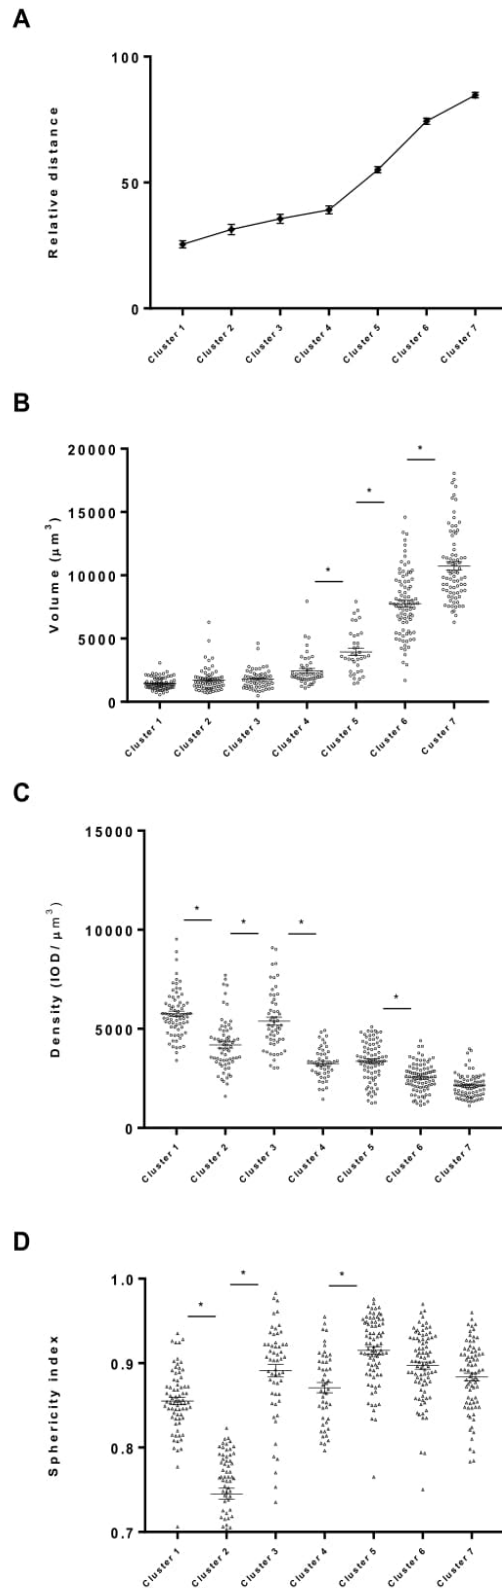 A
100
Relative distance
50
0
Cluster 1
Cluster 2
Cluster 3
Cluster 4
Cluster 5
Cluster 6
Cluster 7
B
20000
*
*
15000
Volume (µm³)
*
10000
5000
0
Cluster 1
Cluster 2
Cluster 3
Cluster 4
Cluster 5
Cluster 6
Custer 7
C
15000
Density (IOD/ µm³)
* * * *
10000
5000
0
Cluster 1
Cluster 2
Cluster 3
Cluster 4
Cluster 5
Cluster 6
Cluster 7
D
1.0
* * *
Sphericity index
0.9
0.8
0.7
Cluster 1
Cluster 2
Cluster 3
Cluster 4
Cluster 5
Cluster 6
Cluster 7